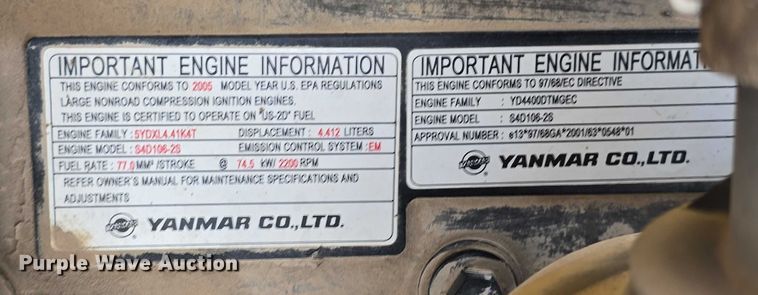 IMPORTANT ENGINE INFORMATION
THIS ENGINE CONFORMS TO 2005 MODEL YEAR U.S. EPA REGULATIONS
LARGE NONROAD COMPRESSION IGNITION ENGINES.
THIS ENGINE IS CERTIFIED TO OPERATE ON "US-2D" FUEL
ENGINE FAMILY : 5YDXL4.41K4T DISPLACEMENT : 4.412 LITERS
ENGINE MODEL : S4D106-2S EMISSION CONTROL SYSTEM : EM
FUEL RATE : 77.0 MM³ /STROKE @ 74.5 kW/ 2200 RPM
REFER OWNER'S MANUAL FOR MAINTENANCE SPECIFICATIONS AND
ADJUSTMENTS
YANMAR YANMAR CO.,LTD.
IMPORTANT ENGINE INFORMATION
THIS ENGINE CONFORMS TO 97/68/EC DIRECTIVE
ENGINE FAMILY : YD4400DTMGEC
ENGINE MODEL : S4D106-2S
APPROVAL NUMBER : e13*97/68GA*2001/63*0548*01
YANMAR YANMAR CO.,LTD.
Purple Wave Auction